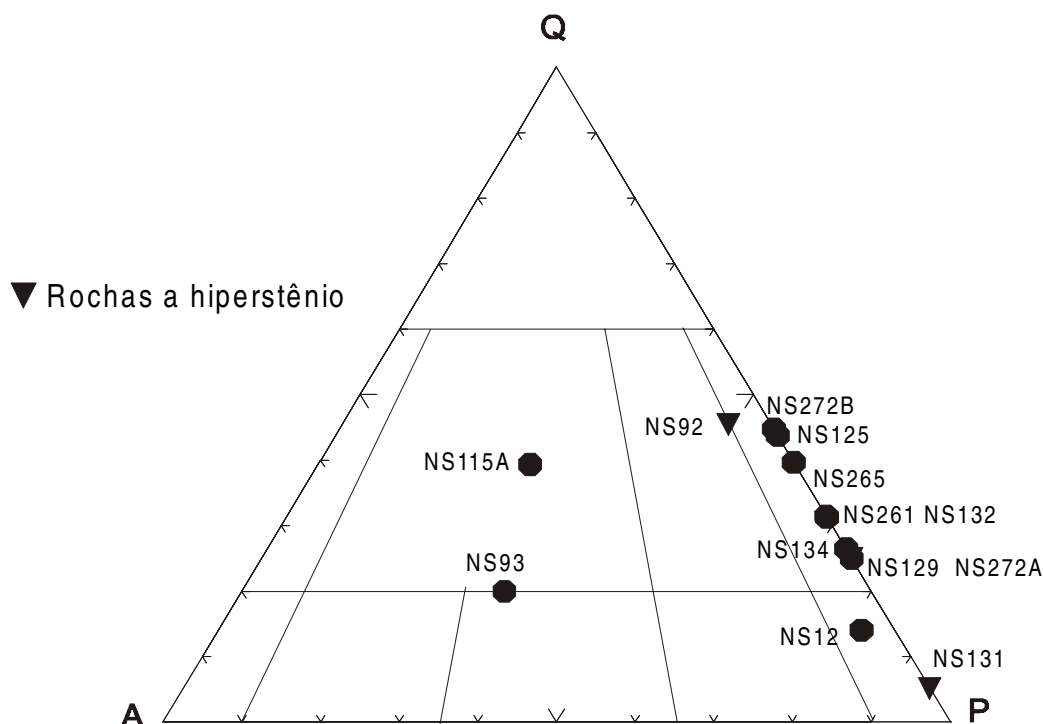 Q
Rochas a hiperstênio
NS272B
NS92
NS125
NS115A
NS265
NS261 NS132
NS134
NS93
NS129 NS272A
NS12
NS131
A
P